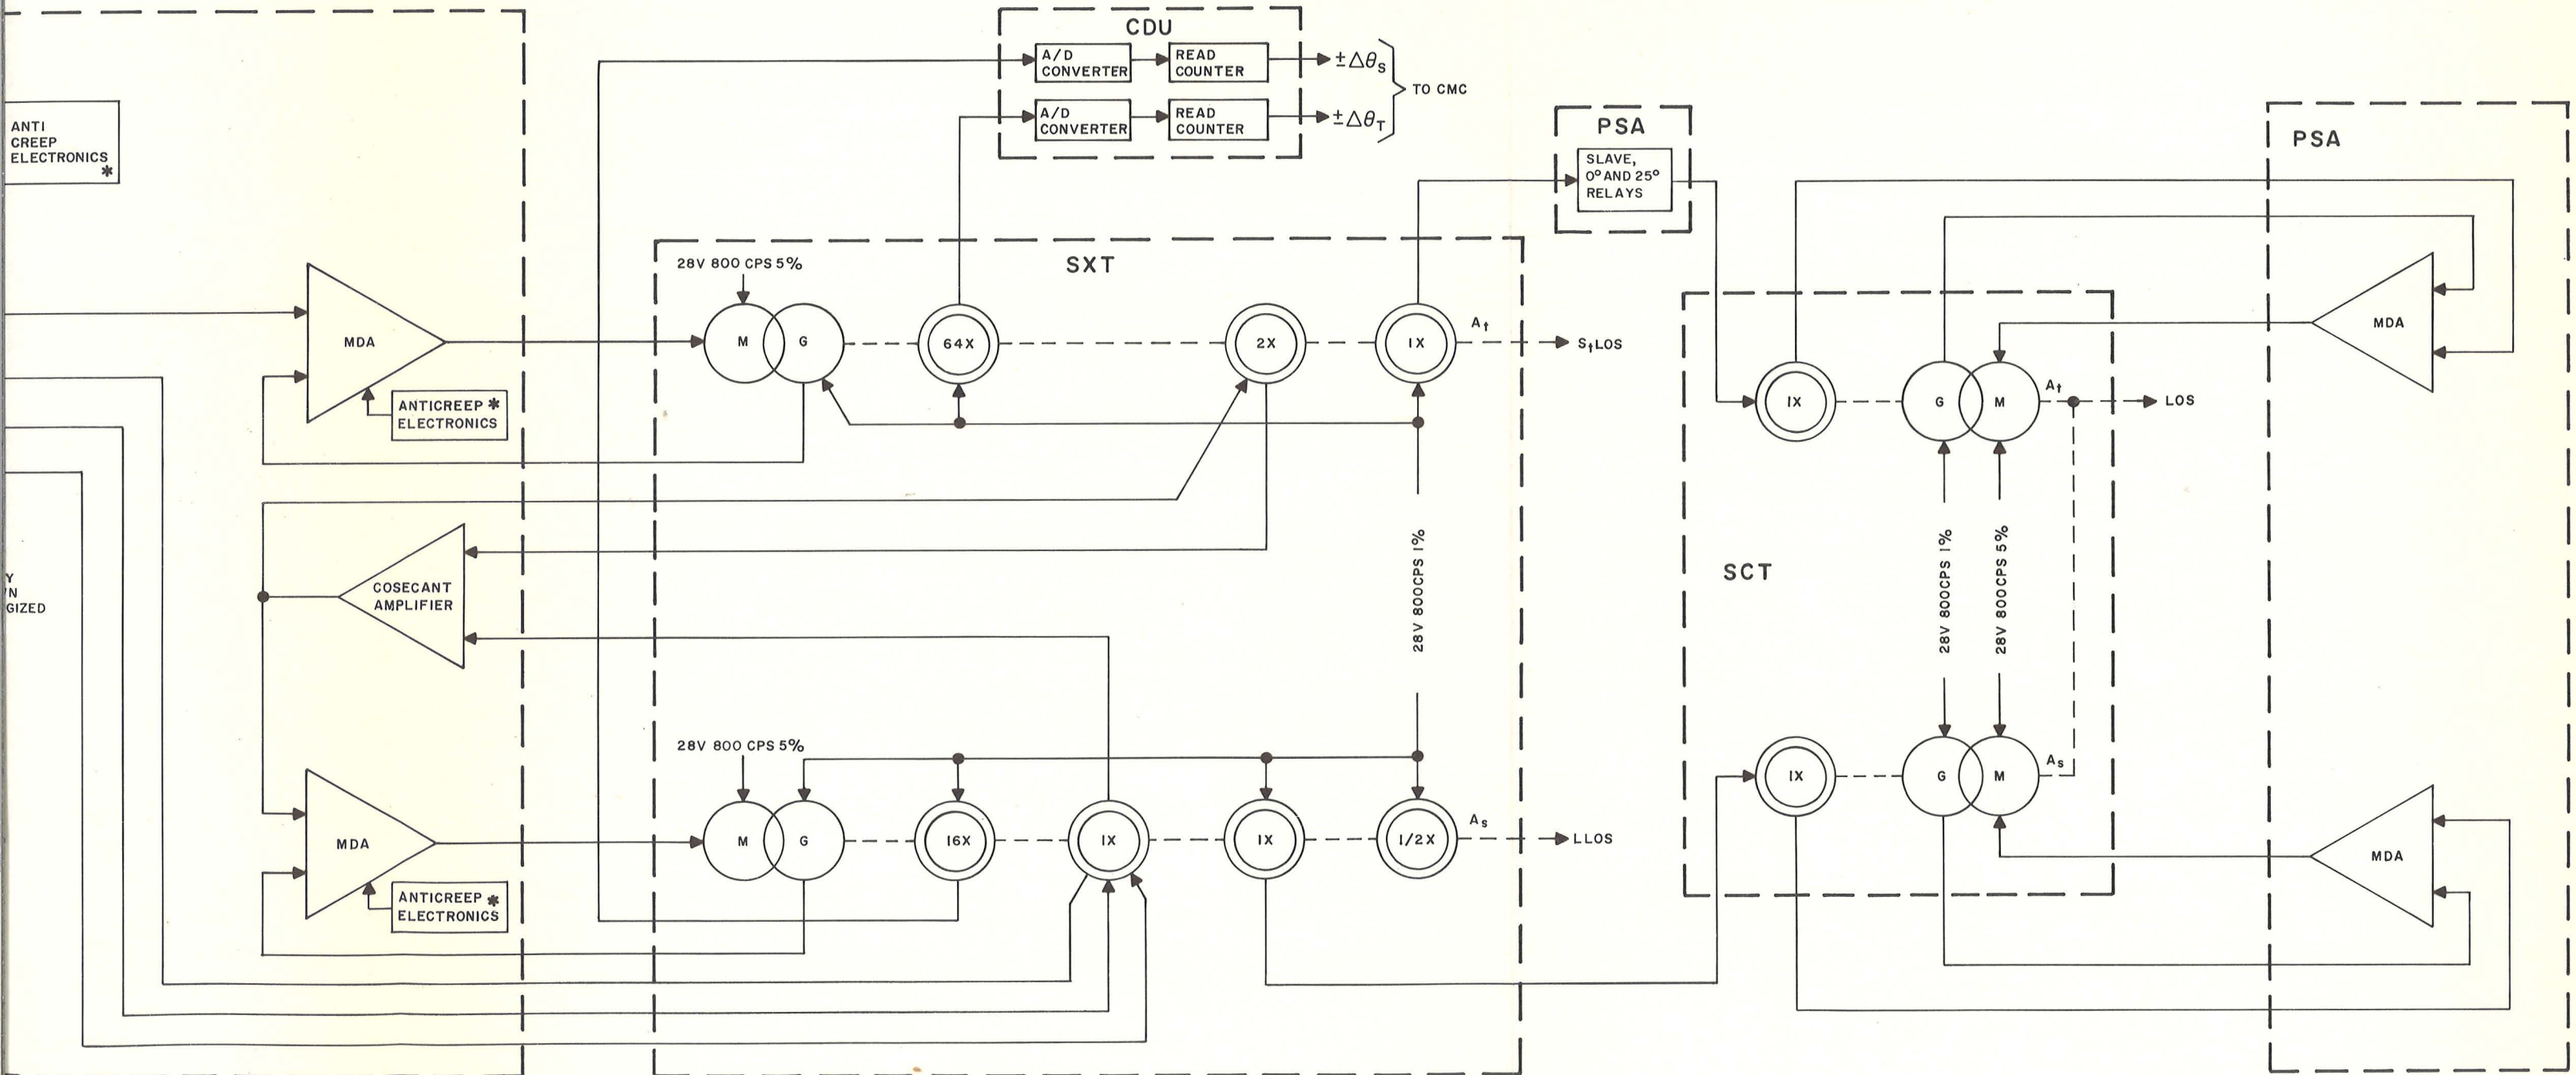 CDU
A/D
CONVERTER
READ
COUNTER
±ΔθS
A/D
CONVERTER
READ
COUNTER
±ΔθT
TO CMC
ANTI
CREEP
ELECTRONICS
*
PSA
SLAVE,
0° AND 25°
RELAYS
PSA
SXT
28V 800 CPS 5%
MDA
ANTICREEP *
ELECTRONICS
M
G
64X
2X
1X
At
StLOS
MDA
1X
G
M
At
LOS
COSECANT
AMPLIFIER
28V 800CPS 1%
SCT
28V 800CPS 1%
28V 800CPS 5%
Y
'N
GIZED
28V 800 CPS 5%
MDA
ANTICREEP *
ELECTRONICS
M
G
16X
1X
1X
1/2X
As
LLOS
1X
G
M
As
MDA